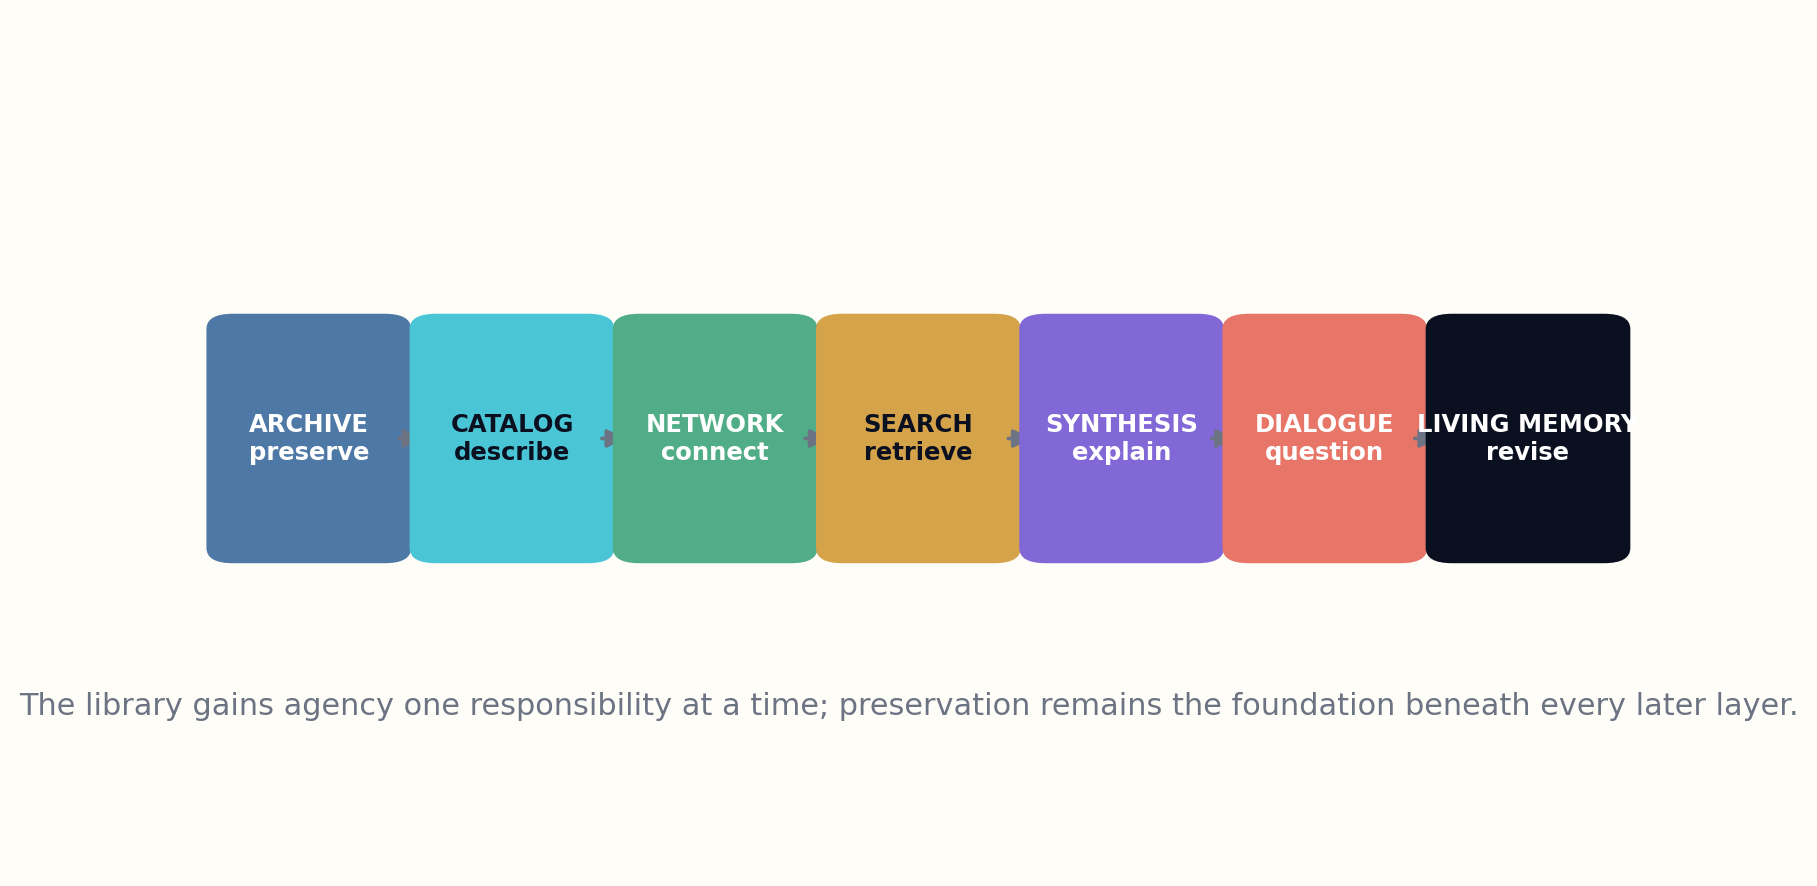 ARCHIVE
preserve
CATALOG
describe
NETWORK
connect
SEARCH
retrieve
SYNTHESIS
explain
DIALOGUE
question
LIVING MEMORY
revise
The library gains agency one responsibility at a time; preservation remains the foundation beneath every later layer.